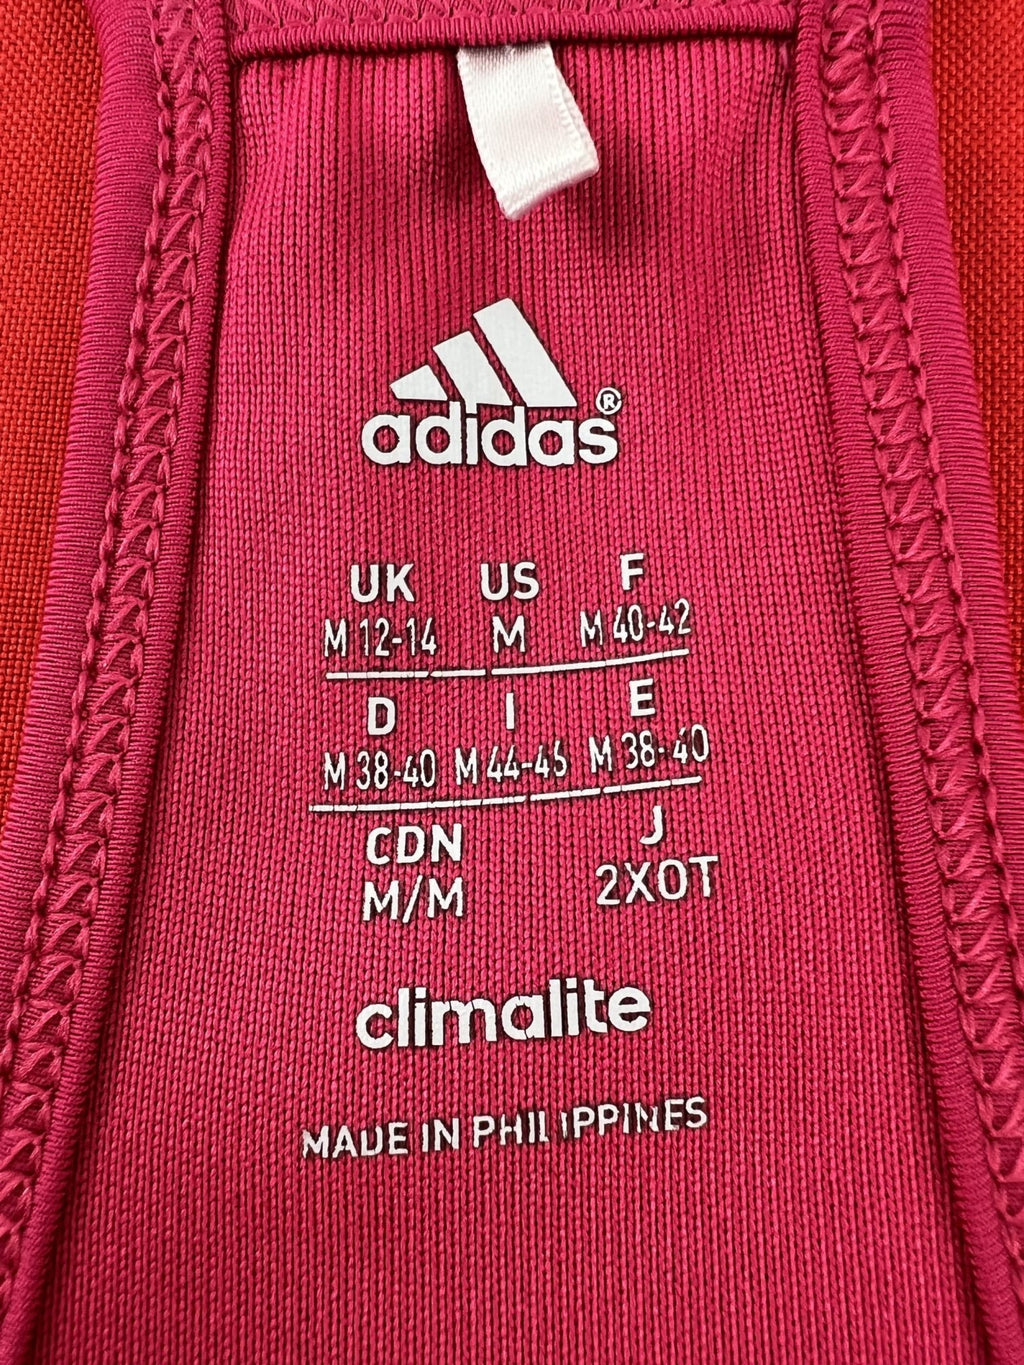 adidas®
UK US F
M 12-14 M M 40-42
D I E
M 38-40 M 44-46 M 38-40
CDN J
M/M 2XOT
climalite
MADE IN PHILIPPINES